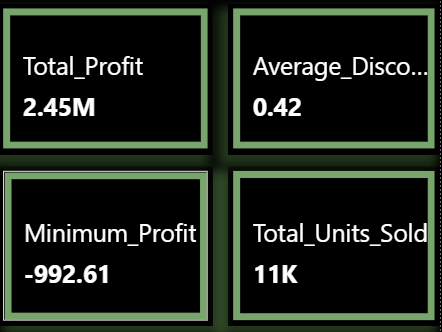 Total_Profit
2.45M
Average_Disco...
0.42
Minimum_Profit
-992.61
Total_Units_Sold
11K